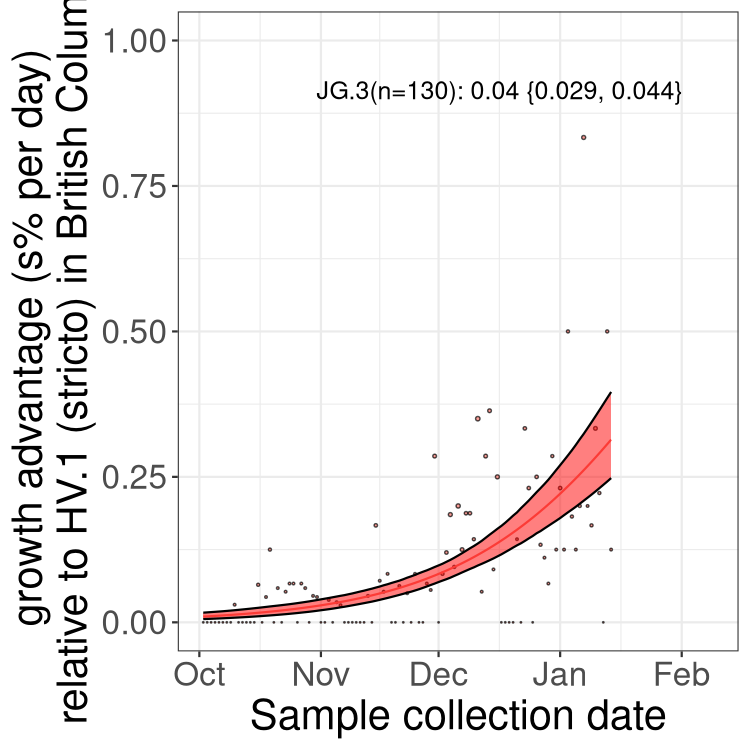 growth advantage (s% per day)
relative to HV.1 (stricto) in British Colum
1.00
0.75
0.50
0.25
0.00
JG.3(n=130): 0.04 {0.029, 0.044}
Oct Nov Dec Jan Feb
Sample collection date